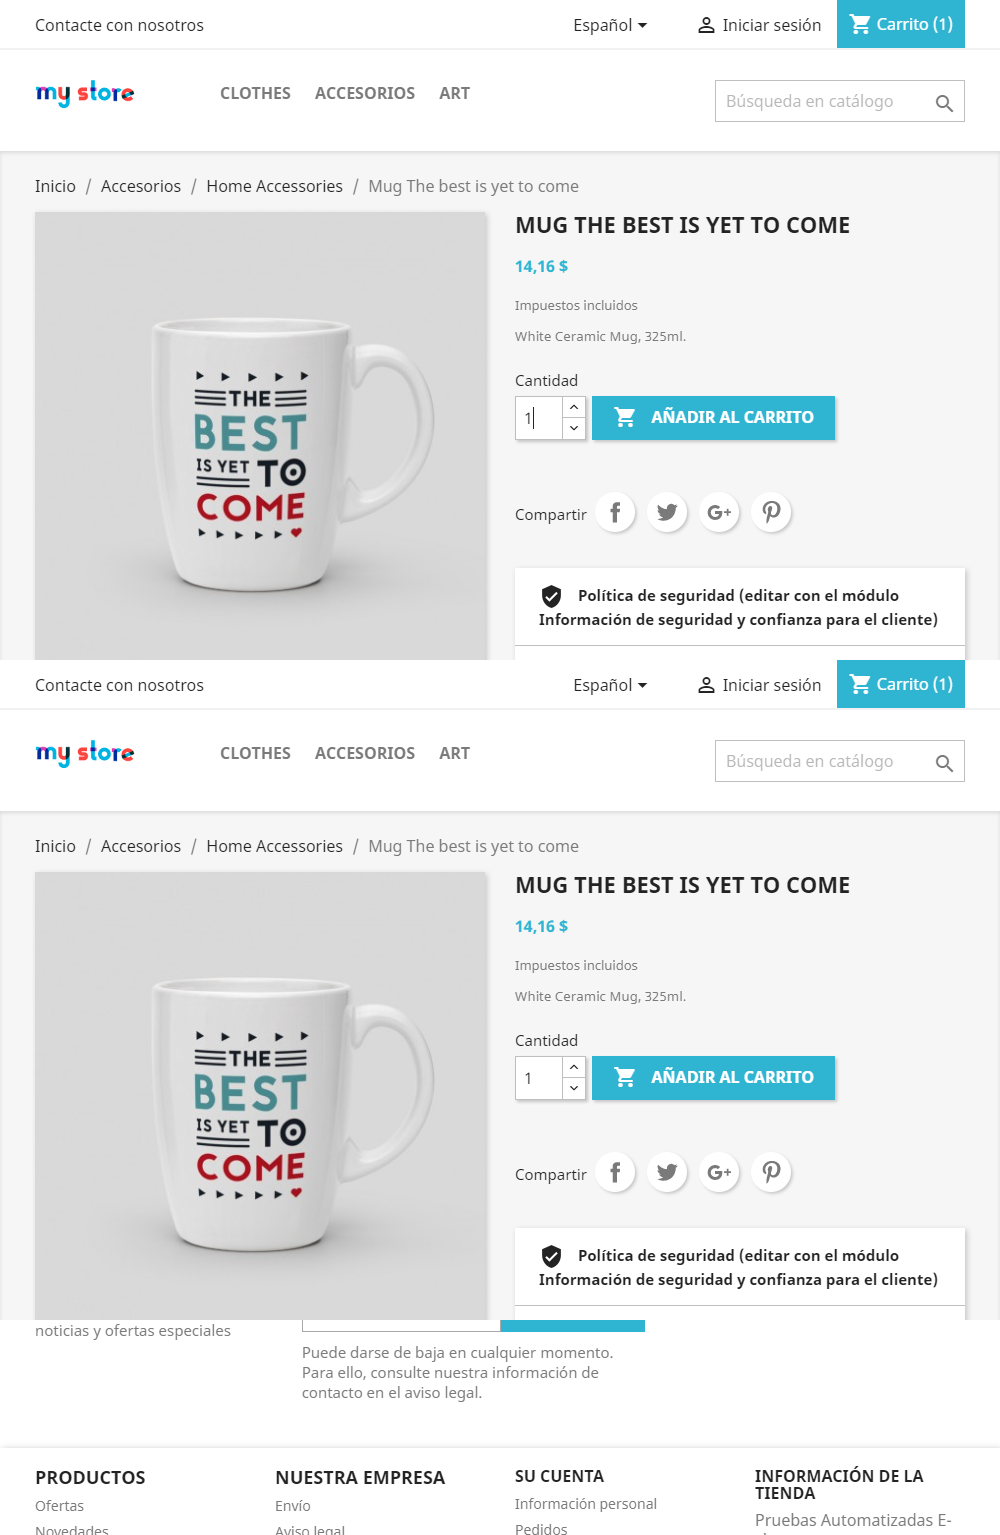 Contacte con nosotros
Español
Iniciar sesión
Carrito (1)
my store
CLOTHES ACCESORIOS ART
Búsqueda en catálogo
Inicio / Accesorios / Home Accessories / Mug The best is yet to come
THE
BEST
IS YET TO
COME
MUG THE BEST IS YET TO COME
14,16 $
Impuestos incluidos
White Ceramic Mug, 325ml.
Cantidad
1
AÑADIR AL CARRITO
Compartir
Política de seguridad (editar con el módulo
Información de seguridad y confianza para el cliente)
Contacte con nosotros
Español
Iniciar sesión
Carrito (1)
my store
CLOTHES ACCESORIOS ART
Búsqueda en catálogo
Inicio / Accesorios / Home Accessories / Mug The best is yet to come
THE
BEST
IS YET TO
COME
MUG THE BEST IS YET TO COME
14,16 $
Impuestos incluidos
White Ceramic Mug, 325ml.
Cantidad
1
AÑADIR AL CARRITO
Compartir
Política de seguridad (editar con el módulo
Información de seguridad y confianza para el cliente)
noticias y ofertas especiales
Puede darse de baja en cualquier momento.
Para ello, consulte nuestra información de
contacto en el aviso legal.
PRODUCTOS
Ofertas
Novedades
NUESTRA EMPRESA
Envío
Aviso legal
SU CUENTA
Información personal
Pedidos
INFORMACIÓN DE LA
TIENDA
Pruebas Automatizadas E-